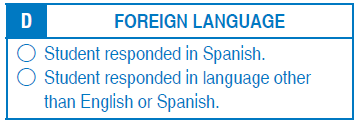 D FOREIGN LANGUAGE
Student responded in Spanish.
Student responded in language other
than English or Spanish.